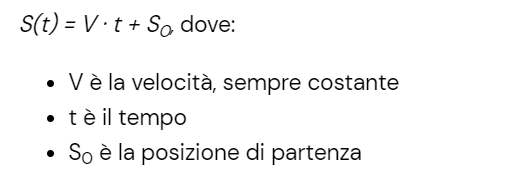 S(t) = V · t + S₀, dove:
• V è la velocità, sempre costante
• t è il tempo
• S₀ è la posizione di partenza